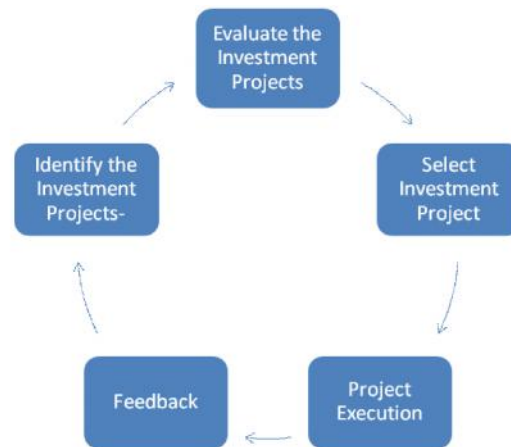 Evaluate the
Investment
Projects
Identify the
Investment
Projects-
Select
Investment
Project
Feedback
Project
Execution